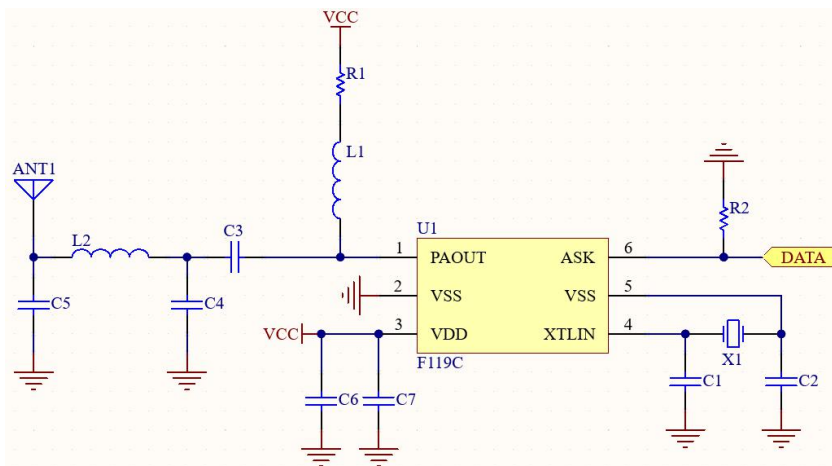 VCC
R1
L1
ANT1
L2
C3
C5
C4
U1
1 PAOUT ASK 6
2 VSS VSS 5
VCC 3 VDD XTLIN 4
F119C
R2
DATA
X1
C1
C2
C6
C7